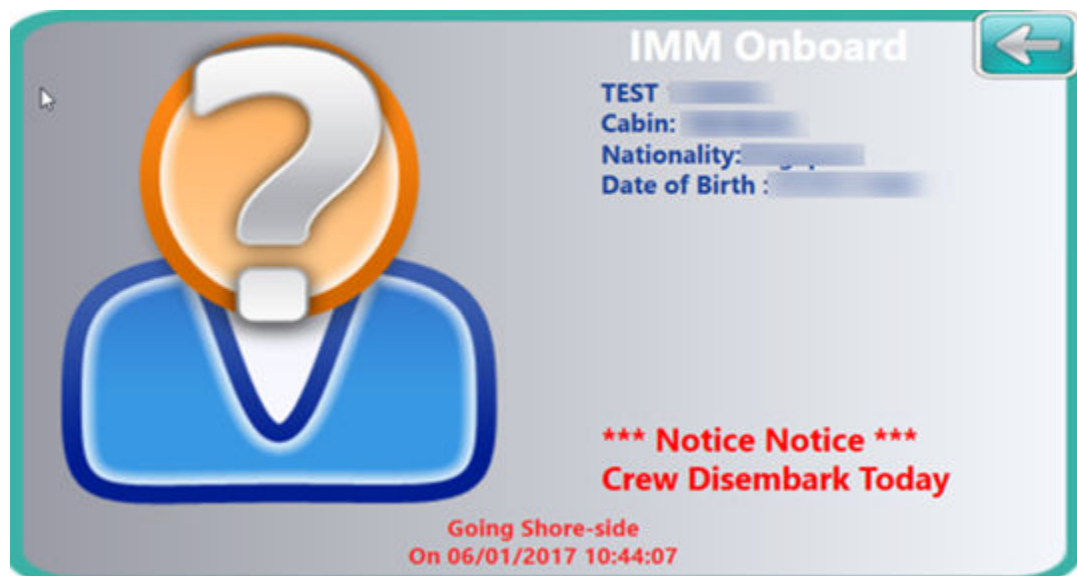 IMM Onboard
TEST
Cabin:
Nationality:
Date of Birth :
*** Notice Notice ***
Crew Disembark Today
Going Shore-side
On 06/01/2017 10:44:07